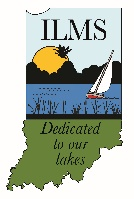 ILMS
Dedicated
to our
lakes